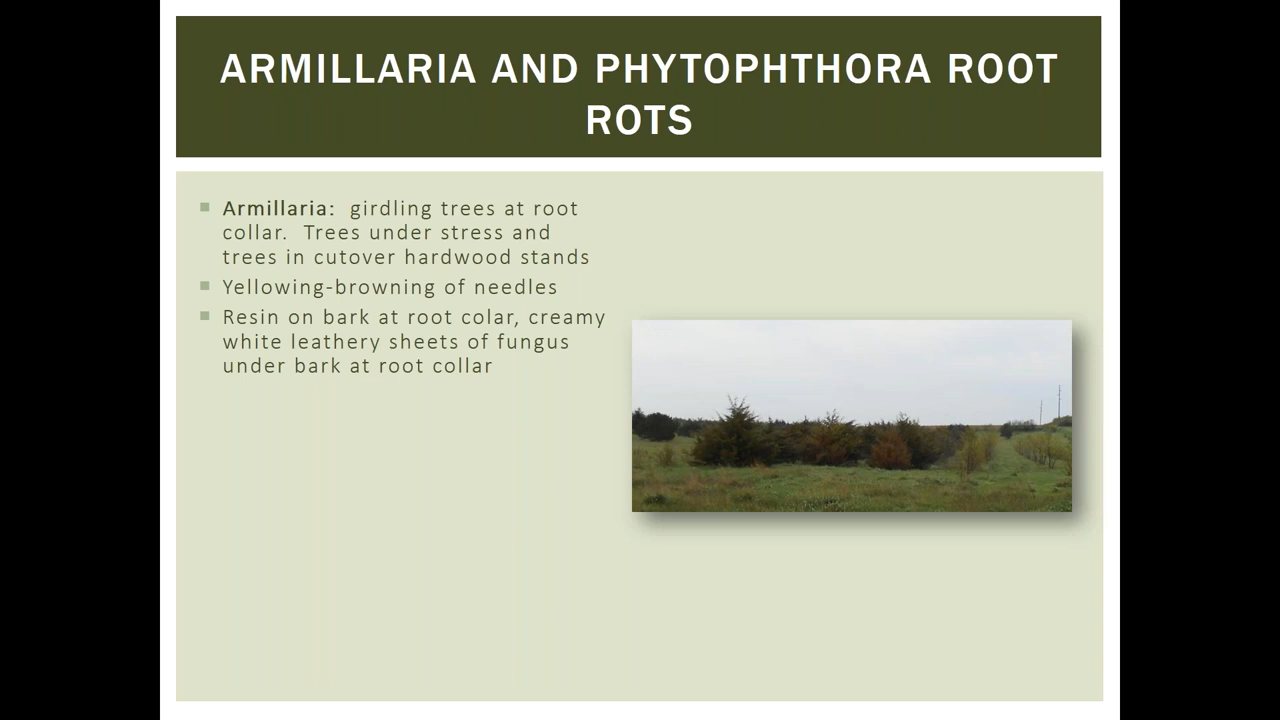 ARMILLARIA AND PHYTOPHTHORA ROOT
ROTS
Armillaria: girdling trees at root
collar. Trees under stress and
trees in cutover hardwood stands
Yellowing-browning of needles
Resin on bark at root colar, creamy
white leathery sheets of fungus
under bark at root collar